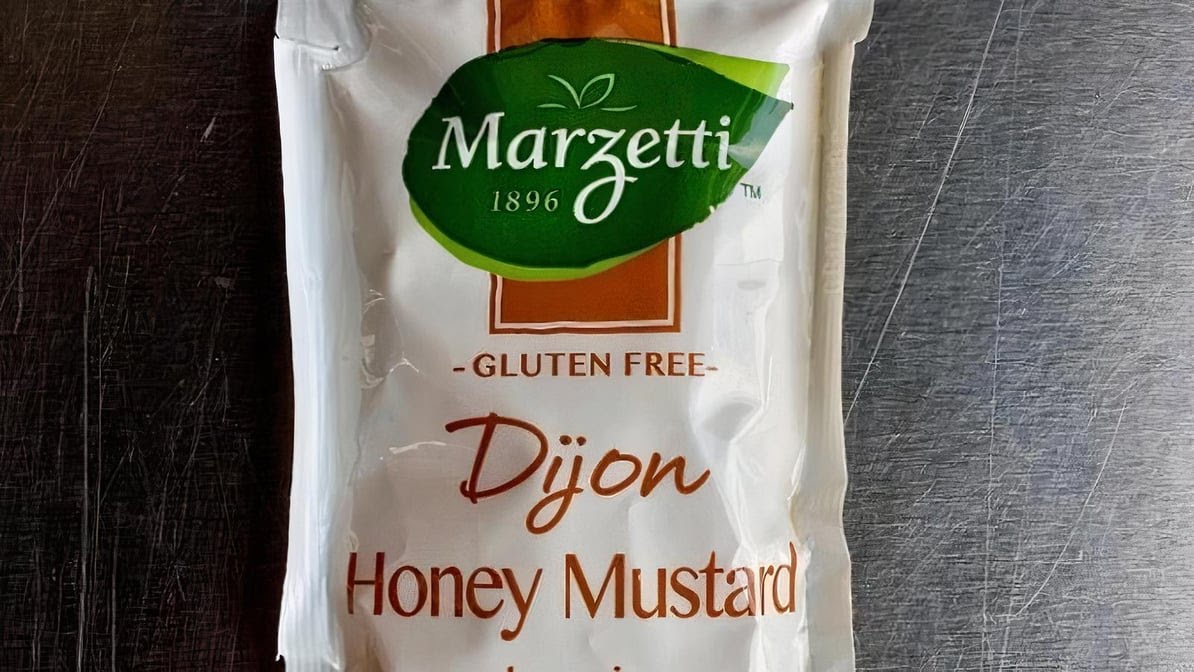 Marzetti
1896
TM
-GLUTEN FREE-
Dijon
Honey Mustard